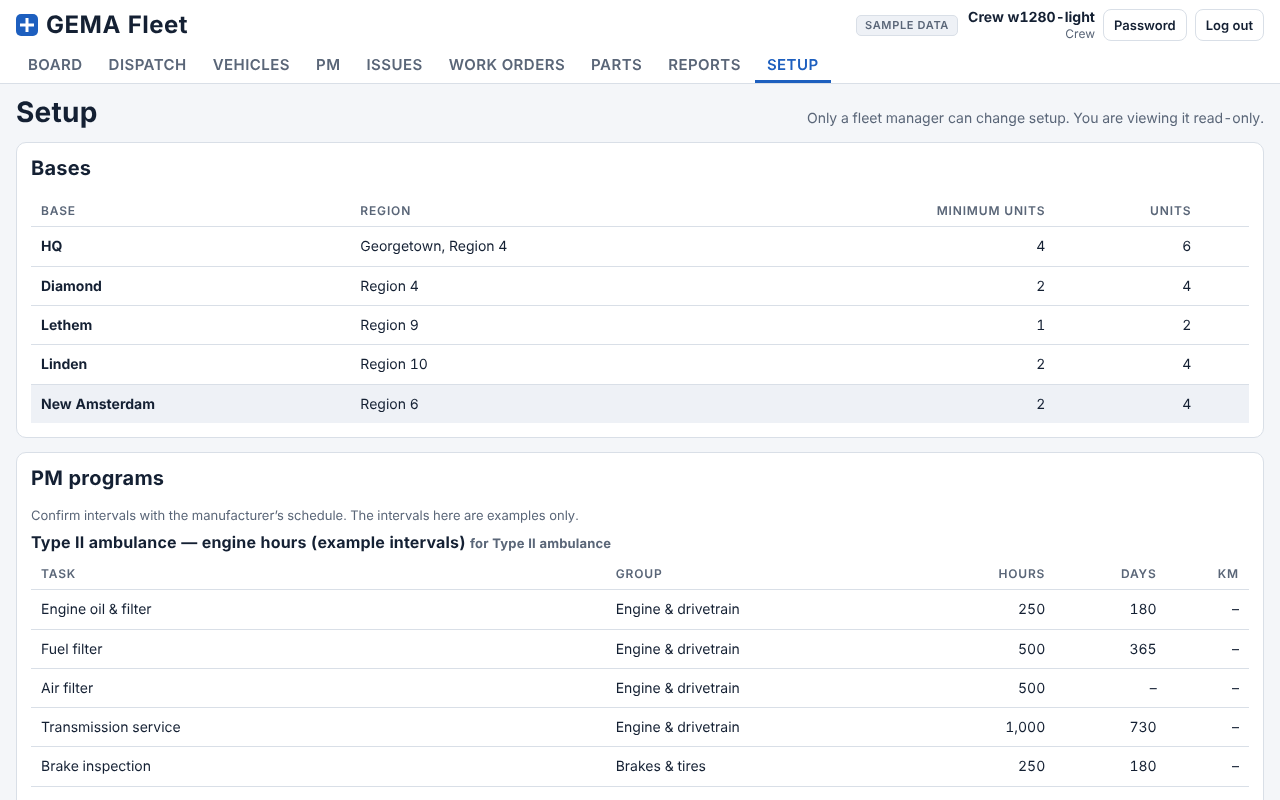 GEMA Fleet
SAMPLE DATA
Crew w1280-light
Crew
Password
Log out
BOARD DISPATCH VEHICLES PM ISSUES WORK ORDERS PARTS REPORTS SETUP
Setup
Only a fleet manager can change setup. You are viewing it read-only.
Bases
BASE REGION MINIMUM UNITS UNITS
HQ Georgetown, Region 4 4 6
Diamond Region 4 2 4
Lethem Region 9 1 2
Linden Region 10 2 4
New Amsterdam Region 6 2 4
PM programs
Confirm intervals with the manufacturer’s schedule. The intervals here are examples only.
Type II ambulance — engine hours (example intervals) for Type II ambulance
TASK GROUP HOURS DAYS KM
Engine oil & filter Engine & drivetrain 250 180 –
Fuel filter Engine & drivetrain 500 365 –
Air filter Engine & drivetrain 500 – –
Transmission service Engine & drivetrain 1,000 730 –
Brake inspection Brakes & tires 250 180 –